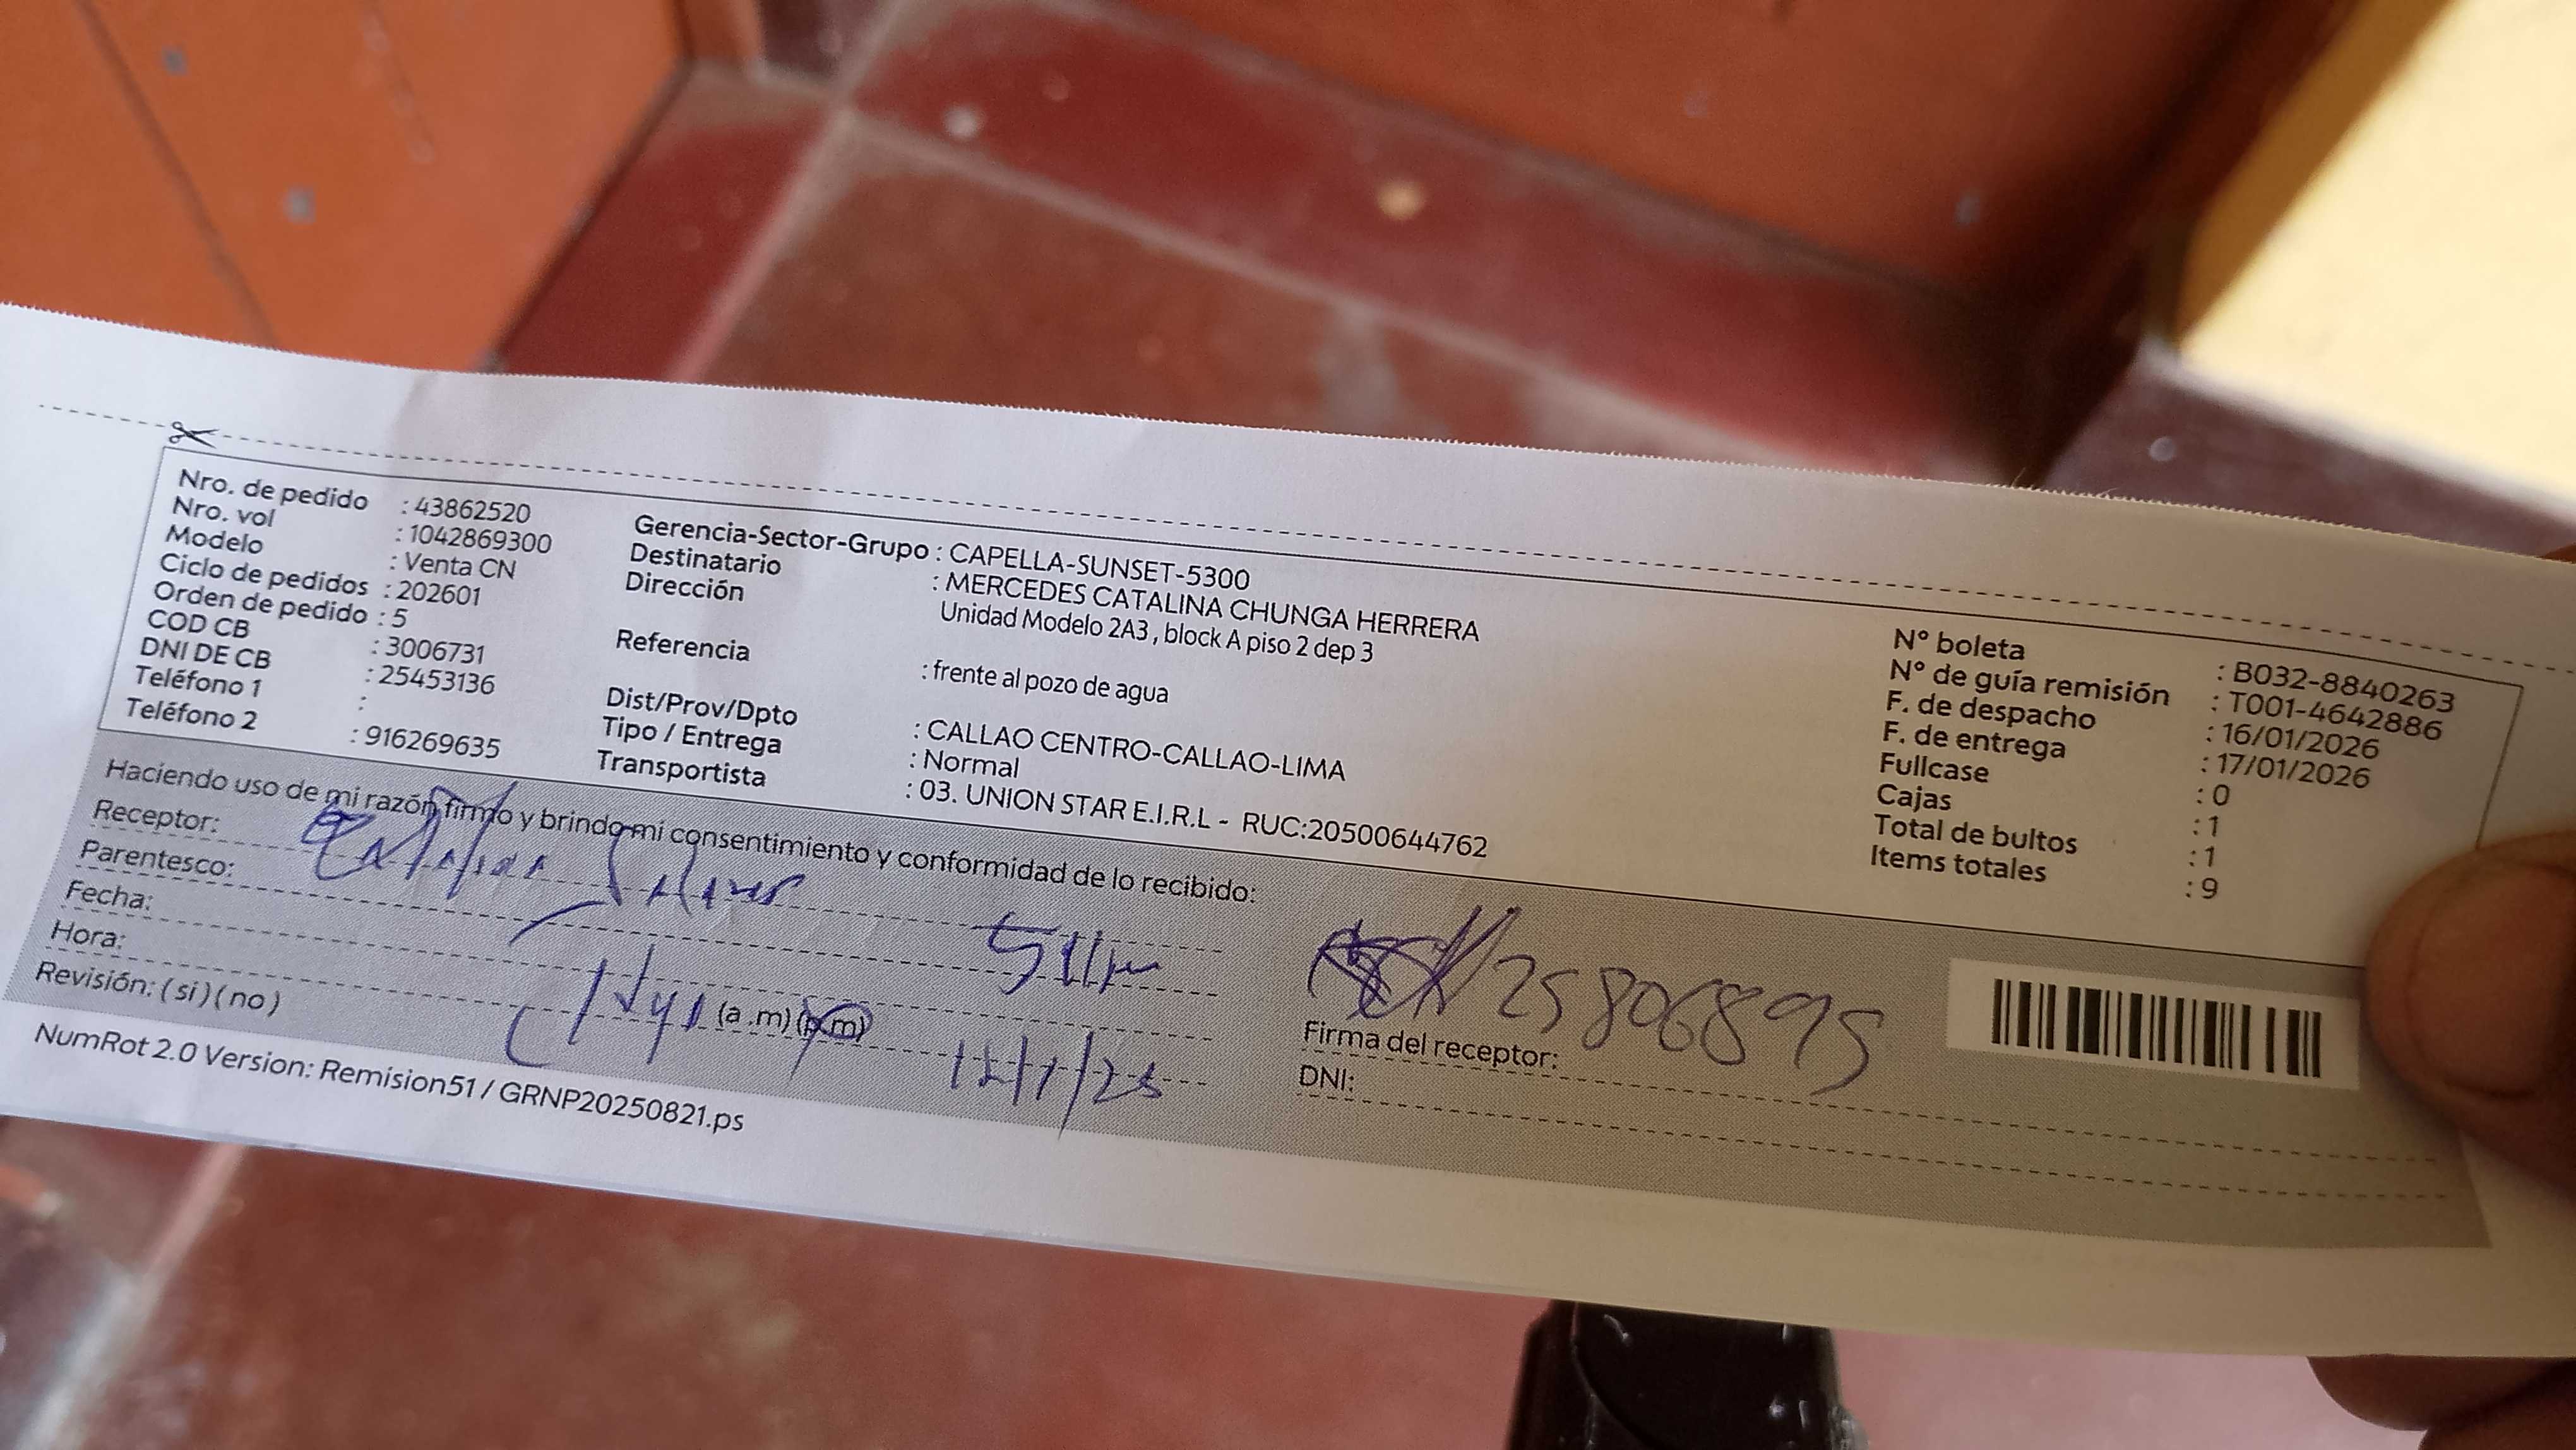 Nro. de pedido : 43862520
Nro. vol : 1042869300
Modelo : Venta CN
Ciclo de pedidos : 202601
Orden de pedido : 5
COD CB : 3006731
DNI DE CB : 25453136
Teléfono 1 :
Teléfono 2 : 916269635
Gerencia-Sector-Grupo : CAPELLA-SUNSET-5300
Destinatario : MERCEDES CATALINA CHUNGA HERRERA
Dirección Unidad Modelo 2A3 , block A piso 2 dep 3
Referencia : frente al pozo de agua
Dist/Prov/Dpto : CALLAO CENTRO-CALLAO-LIMA
Tipo / Entrega : Normal
Transportista : 03. UNION STAR E.I.R.L - RUC:20500644762
N° boleta : B032-8840263
N° de guía remisión : T001-4642886
F. de despacho : 16/01/2026
F. de entrega : 17/01/2026
Fullcase : 0
Cajas : 1
Total de bultos : 1
Items totales : 9
Haciendo uso de mi razón firmo y brindo mi consentimiento y conformidad de lo recibido:
Receptor:
Parentesco:
Fecha:
Hora: (a .m) (p.m)
Revisión: ( si ) ( no )
25806895
Firma del receptor:
DNI:
NumRot 2.0 Version: Remision51 / GRNP20250821.ps